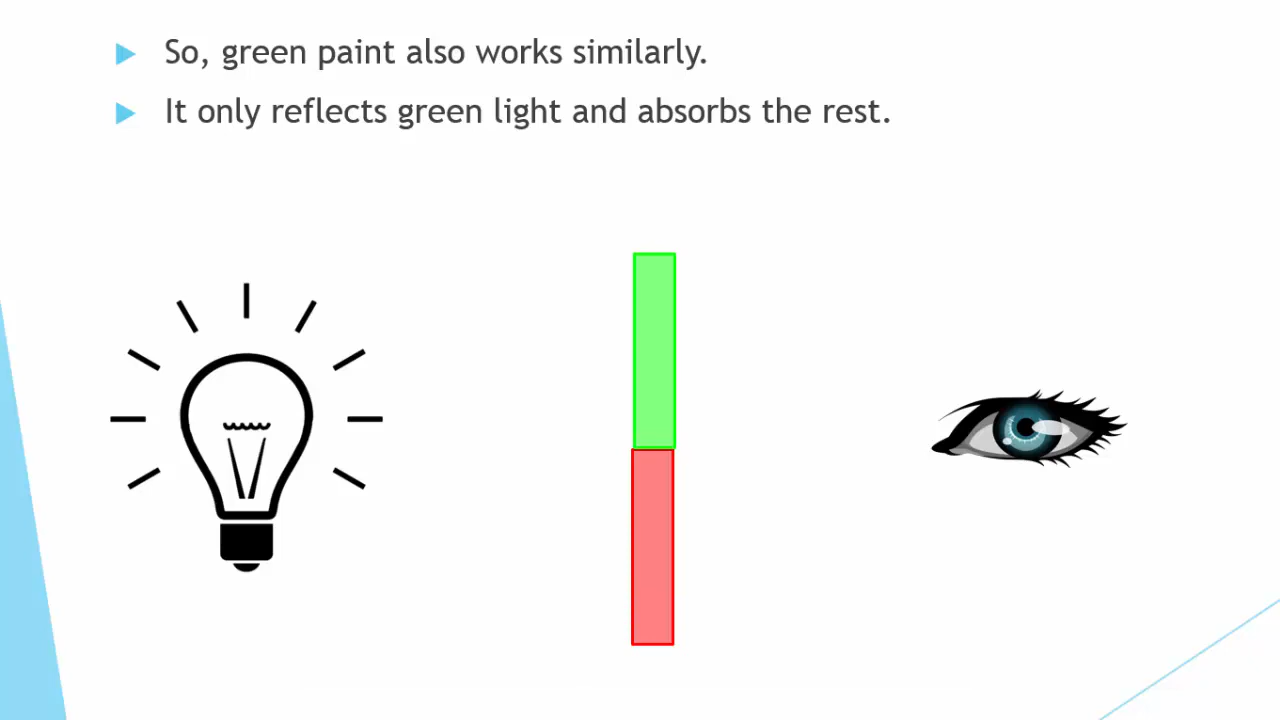 So, green paint also works similarly.
It only reflects green light and absorbs the rest.